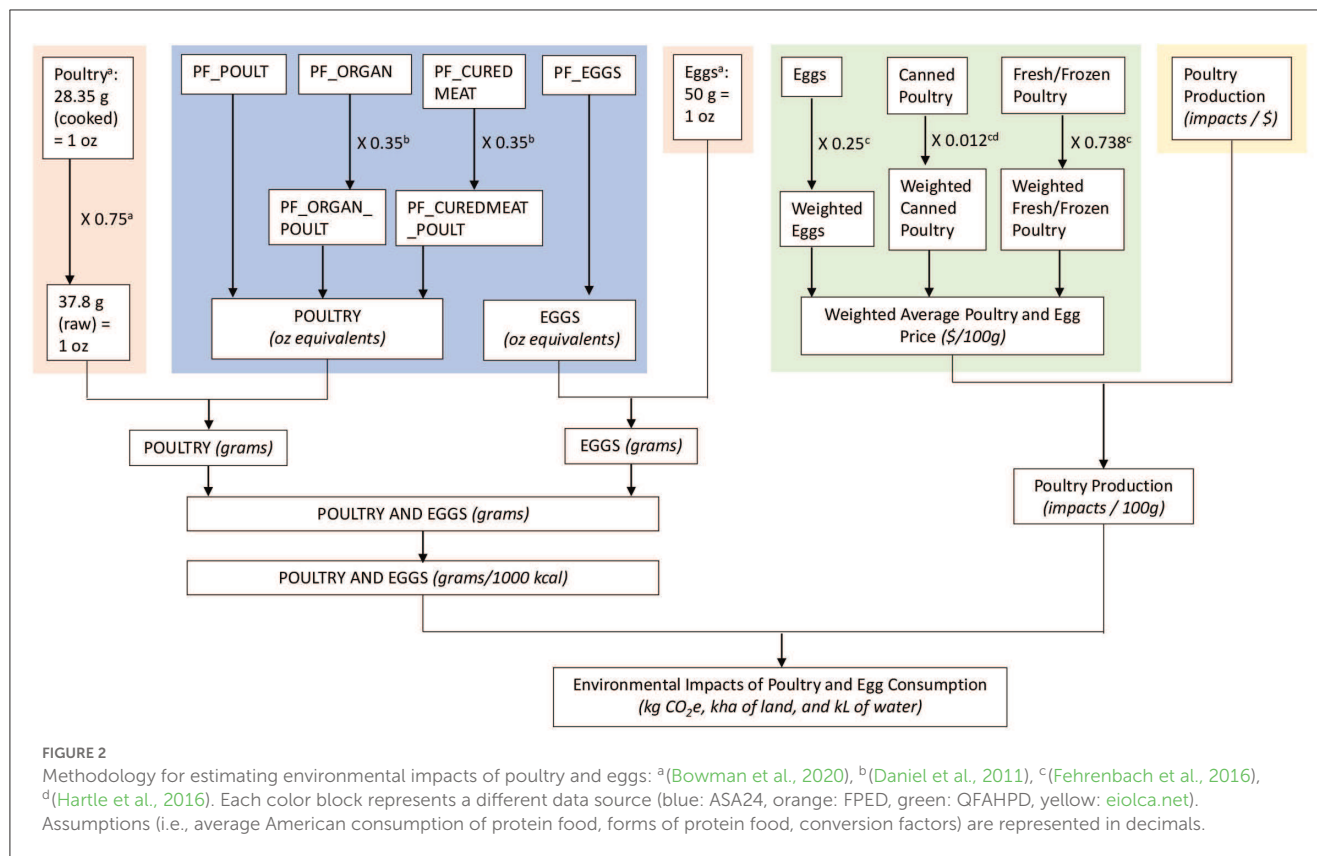 Poultryᵃ:
28.35 g
(cooked)
= 1 oz
X 0.75ᵃ
37.8 g
(raw) =
1 oz
PF_POULT
PF_ORGAN
PF_CURED
MEAT
PF_EGGS
X 0.35ᵇ
X 0.35ᵇ
PF_ORGAN_
POULT
PF_CUREDMEAT
_POULT
POULTRY
(oz equivalents)
EGGS
(oz equivalents)
Eggsᵃ:
50 g =
1 oz
Eggs
Canned
Poultry
Fresh/Frozen
Poultry
X 0.25ᶜ
X 0.012ᶜᵈ
X 0.738ᶜ
Weighted
Eggs
Weighted
Canned
Poultry
Weighted
Fresh/Frozen
Poultry
Weighted Average Poultry and Egg
Price ($/100g)
Poultry
Production
(impacts / $)
POULTRY (grams)
EGGS (grams)
POULTRY AND EGGS (grams)
POULTRY AND EGGS (grams/1000 kcal)
Poultry Production
(impacts / 100g)
Environmental Impacts of Poultry and Egg Consumption
(kg CO₂e, kha of land, and kL of water)
FIGURE 2
Methodology for estimating environmental impacts of poultry and eggs: ᵃ(Bowman et al., 2020), ᵇ(Daniel et al., 2011), ᶜ(Fehrenbach et al., 2016),
ᵈ(Hartle et al., 2016). Each color block represents a different data source (blue: ASA24, orange: FPED, green: QFAHPD, yellow: eiolca.net).
Assumptions (i.e., average American consumption of protein food, forms of protein food, conversion factors) are represented in decimals.